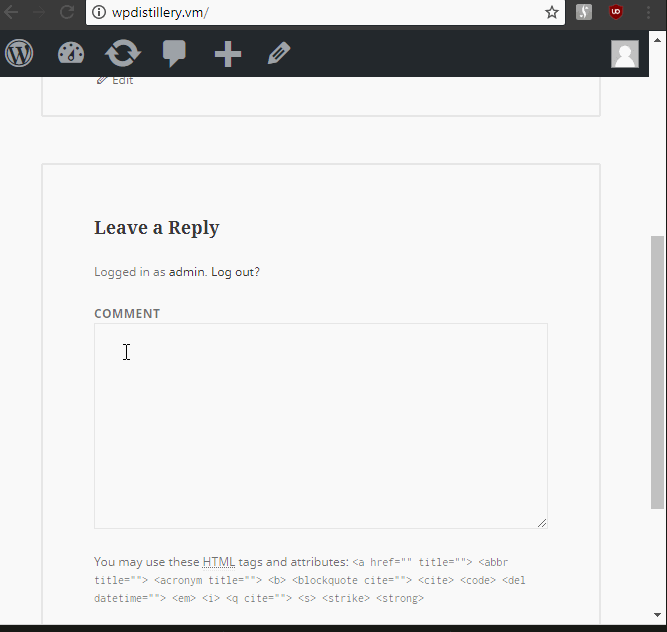 wpdistillery.vm/
Edit
Leave a Reply
Logged in as admin. Log out?
COMMENT
You may use these HTML tags and attributes: <a href="" title=""> <abbr
title=""> <acronym title=""> <b> <blockquote cite=""> <cite> <code> <del
datetime=""> <em> <i> <q cite=""> <s> <strike> <strong>